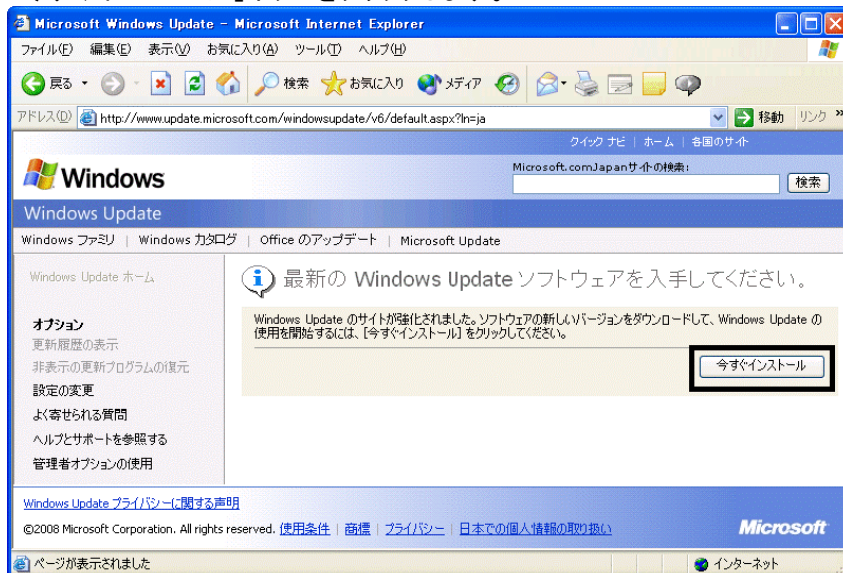 Microsoft Windows Update - Microsoft Internet Explorer
ファイル(F) 編集(E) 表示(V) お気に入り(A) ツール(T) ヘルプ(H)
戻る 検索 お気に入り メディア
アドレス(D) http://www.update.microsoft.com/windowsupdate/v6/default.aspx?ln=ja 移動 リンク »
クイック ナビ | ホーム | 各国のサイト
Windows
Microsoft.comJapanサイトの検索:
検索
Windows Update
Windows ファミリ | Windows カタログ | Office のアップデート | Microsoft Update
Windows Update ホーム
オプション
更新履歴の表示
非表示の更新プログラムの復元
設定の変更
よく寄せられる質問
ヘルプとサポートを参照する
管理者オプションの使用
最新の Windows Update ソフトウェアを入手してください。
Windows Update のサイトが強化されました。ソフトウェアの新しいバージョンをダウンロードして、Windows Update の
使用を開始するには、[今すぐインストール] をクリックしてください。
今すぐインストール
Windows Update プライバシーに関する声明
©2008 Microsoft Corporation. All rights reserved. 使用条件 | 商標 | プライバシー | 日本での個人情報の取り扱い
Microsoft
ページが表示されました インターネット